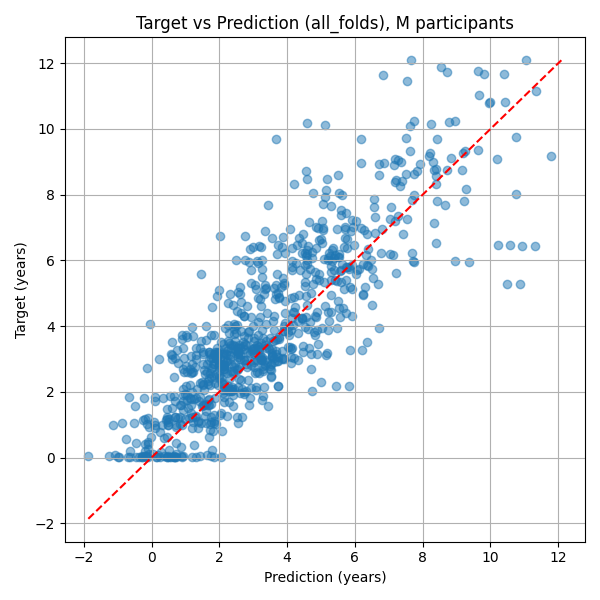 Target vs Prediction (all_folds), M participants
Target (years)
12
10
8
6
4
2
0
−2
−2 0 2 4 6 8 10 12
Prediction (years)